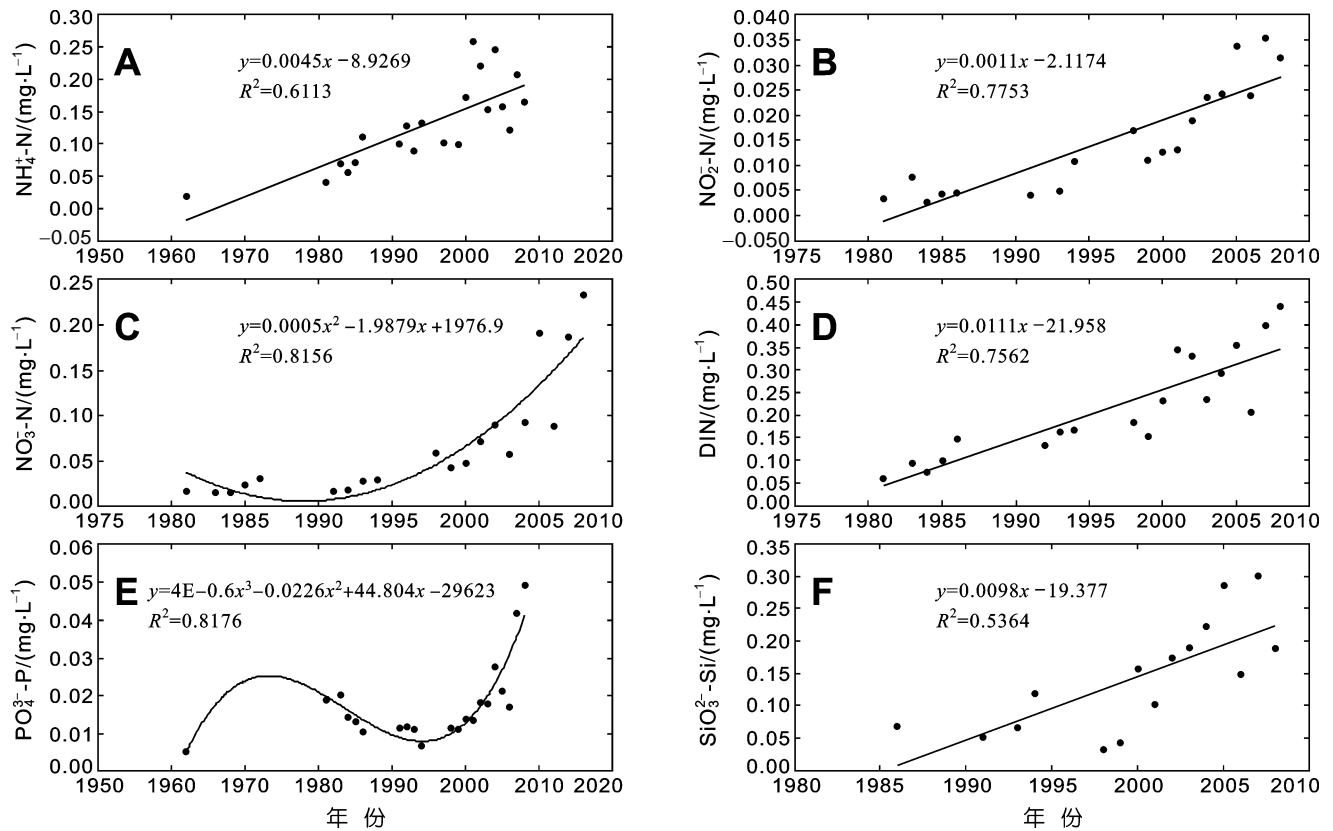 A
y=0.0045x−8.9269
R²=0.6113
NH₄⁺-N/(mg·L⁻¹)
0.30
0.25
0.20
0.15
0.10
0.05
0.00
−0.05
1950 1960 1970 1980 1990 2000 2010 2020
B
y=0.0011x−2.1174
R²=0.7753
NO₂⁻-N/(mg·L⁻¹)
0.040
0.035
0.030
0.025
0.020
0.015
0.010
0.005
0.000
−0.050
1975 1980 1985 1990 1995 2000 2005 2010
C
y=0.0005x²−1.9879x+1976.9
R²=0.8156
NO₃⁻-N/(mg·L⁻¹)
0.25
0.20
0.15
0.10
0.05
0.00
1975 1980 1985 1990 1995 2000 2005 2010
D
y=0.0111x−21.958
R²=0.7562
DIN/(mg·L⁻¹)
0.50
0.45
0.40
0.35
0.30
0.25
0.20
0.15
0.10
0.05
0.00
1975 1980 1985 1990 1995 2000 2005 2010
E
y=4E−0.6x³−0.0226x²+44.804x−29623
R²=0.8176
PO₄³⁻-P/(mg·L⁻¹)
0.06
0.05
0.04
0.03
0.02
0.01
0.00
1950 1960 1970 1980 1990 2000 2010 2020
年 份
F
y=0.0098x−19.377
R²=0.5364
SiO₃²⁻-Si/(mg·L⁻¹)
0.35
0.30
0.25
0.20
0.15
0.10
0.05
0.00
1980 1985 1990 1995 2000 2005 2010
年 份